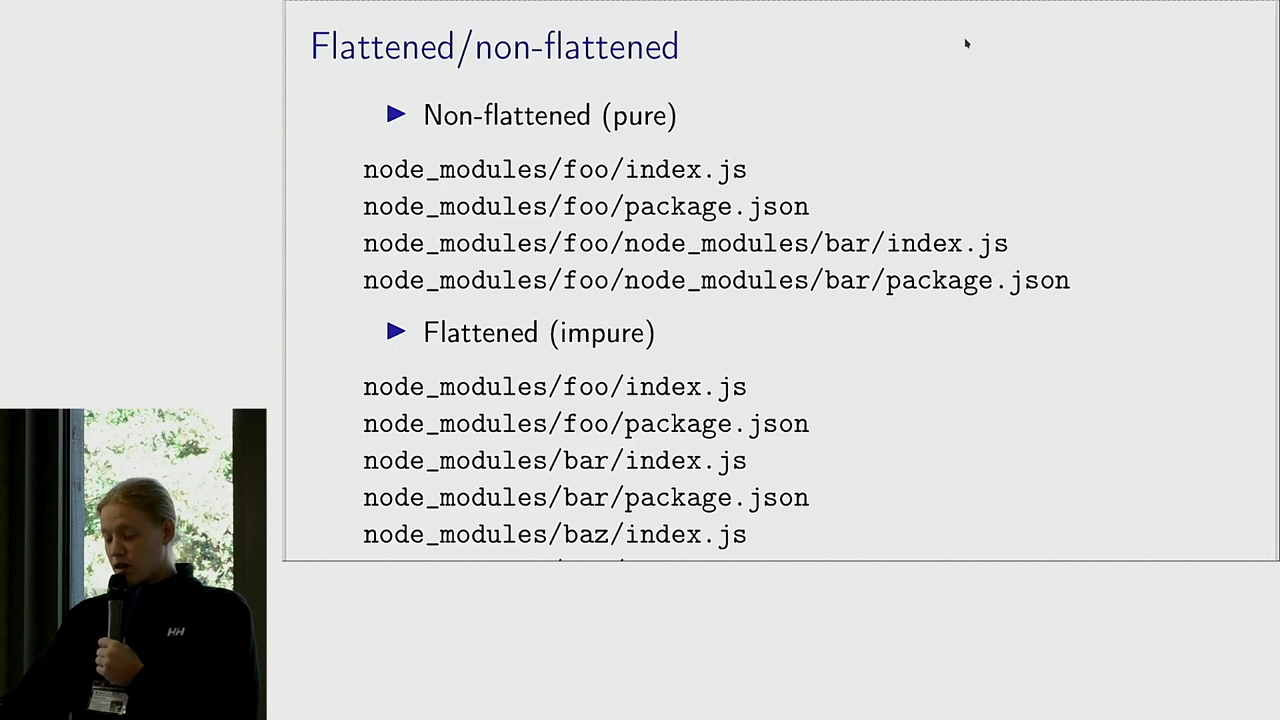 Flattened/non-flattened
Non-flattened (pure)
node_modules/foo/index.js
node_modules/foo/package.json
node_modules/foo/node_modules/bar/index.js
node_modules/foo/node_modules/bar/package.json
Flattened (impure)
node_modules/foo/index.js
node_modules/foo/package.json
node_modules/bar/index.js
node_modules/bar/package.json
node_modules/baz/index.js
HH